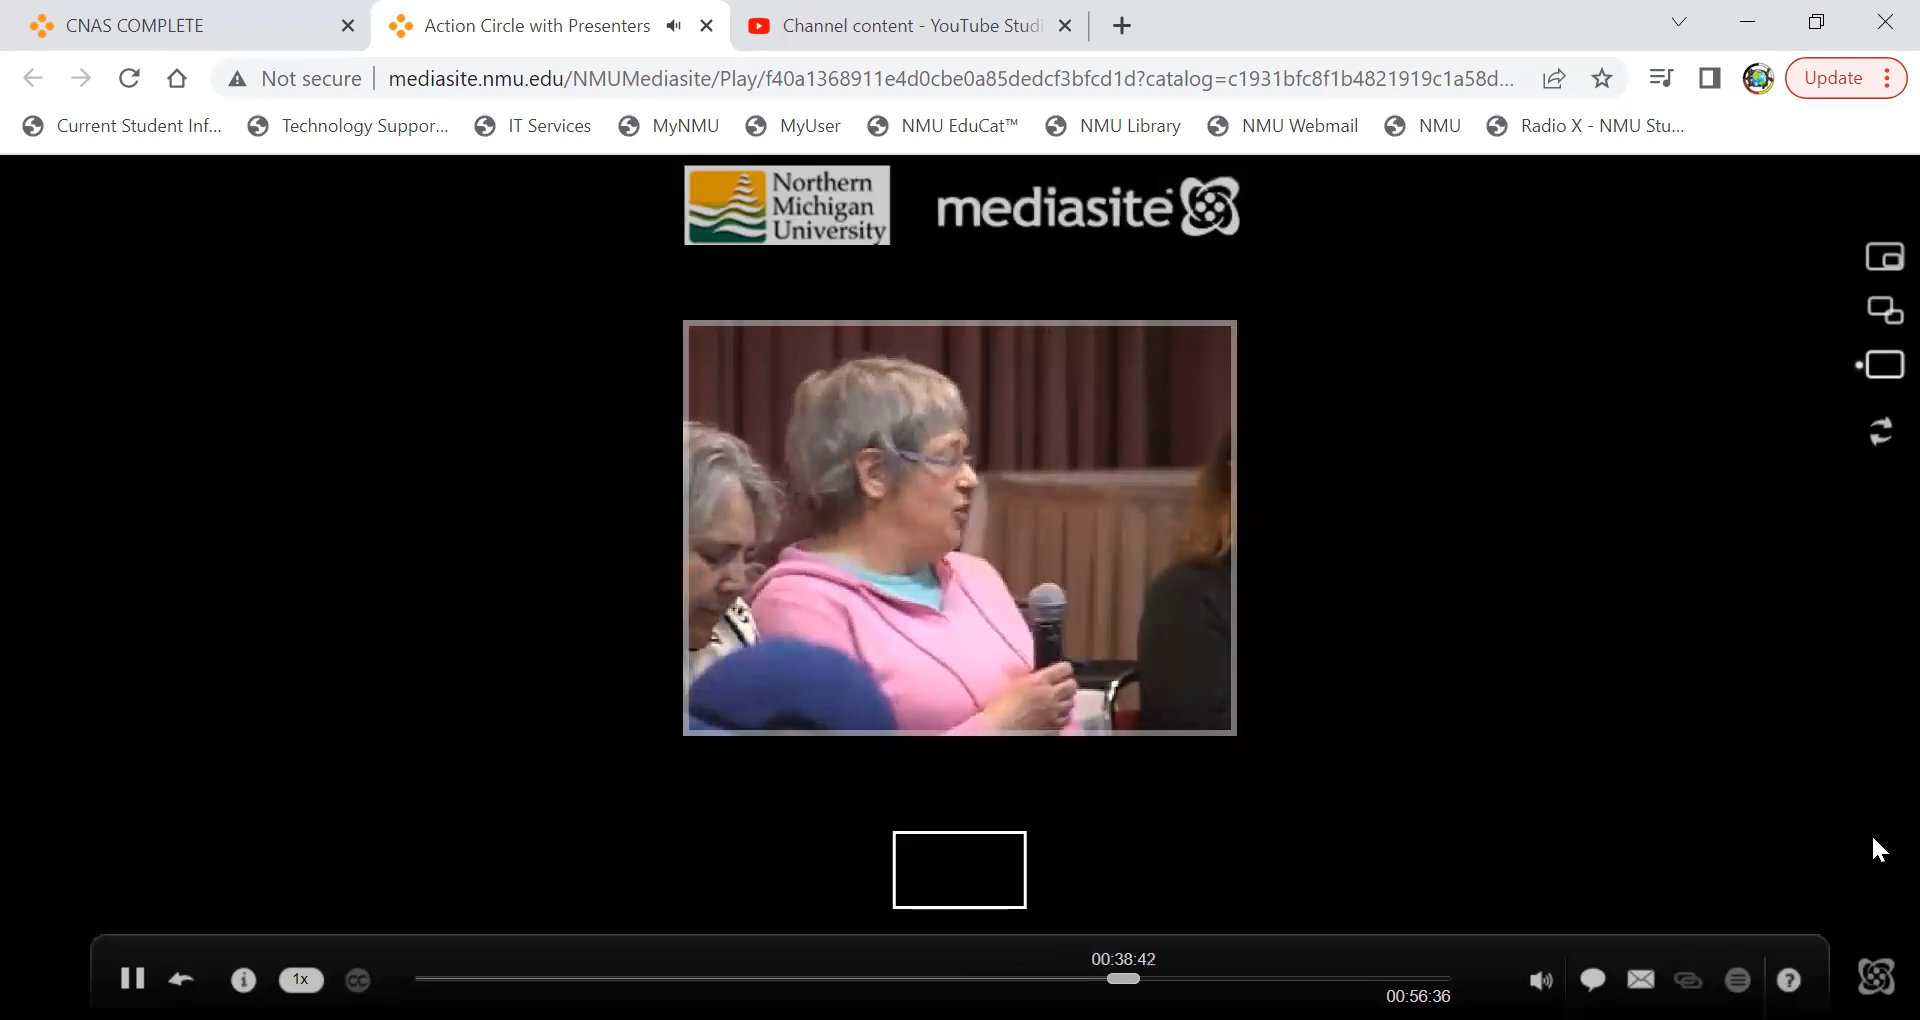 CNAS COMPLETE
Action Circle with Presenters
Channel content - YouTube Studi
Not secure
mediasite.nmu.edu/NMUMediasite/Play/f40a1368911e4d0cbe0a85dedcf3bfcd1d?catalog=c1931bfc8f1b4821919c1a58d...
Update
Current Student Inf...
Technology Suppor...
IT Services
MyNMU
MyUser
NMU EduCat™
NMU Library
NMU Webmail
NMU
Radio X - NMU Stu...
Northern
Michigan
University
mediasite
00:38:42
1x
CC
00:56:36